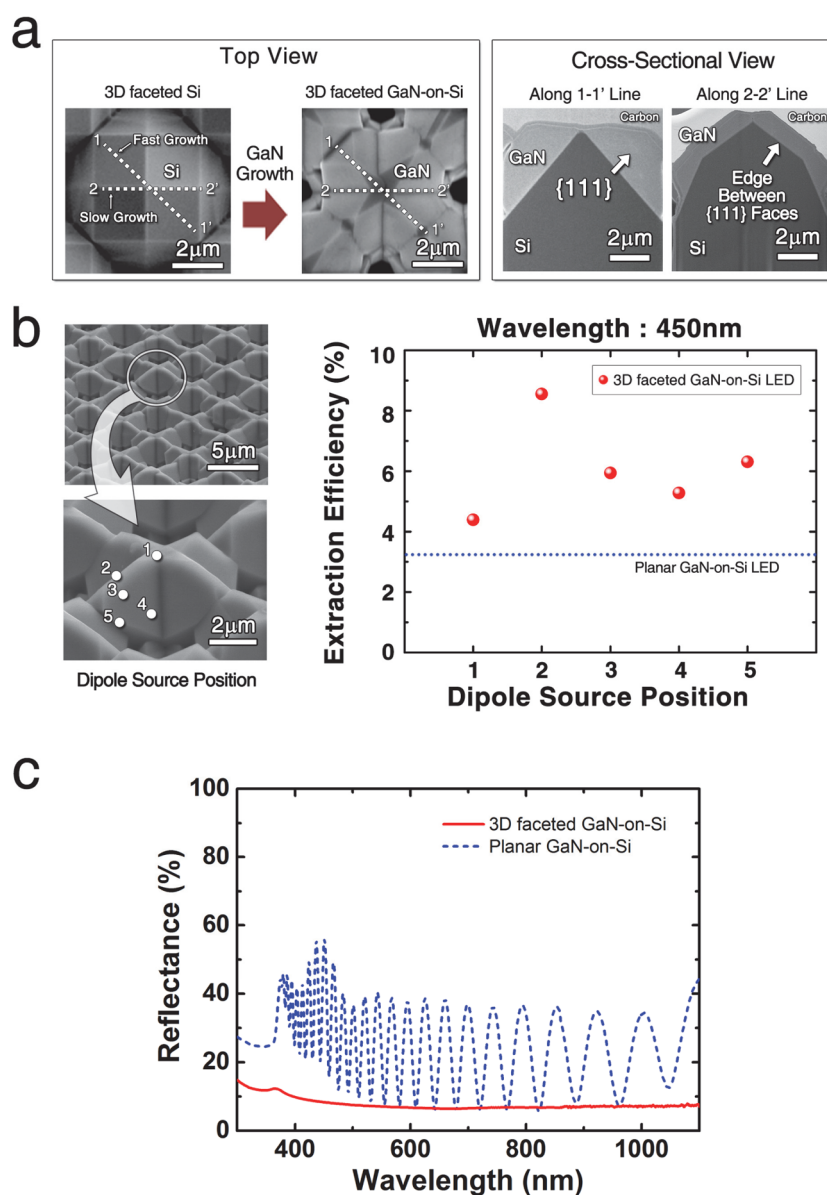 a
Top View
3D faceted Si
3D faceted GaN-on-Si
1
Fast Growth
Si
2
2'
Slow Growth
1'
2μm
GaN
Growth
1
GaN
2
2'
1'
2μm
Cross-Sectional View
Along 1-1' Line
Along 2-2' Line
Carbon
GaN
{111}
Si
2μm
Carbon
GaN
Edge
Between
{111} Faces
Si
2μm
b
5μm
1
2
3
4
5
2μm
Dipole Source Position
Wavelength : 450nm
Extraction Efficiency (%)
10
8
6
4
2
0
3D faceted GaN-on-Si LED
Planar GaN-on-Si LED
1 2 3 4 5
Dipole Source Position
c
Reflectance (%)
100
80
60
40
20
0
3D faceted GaN-on-Si
Planar GaN-on-Si
400 600 800 1000
Wavelength (nm)